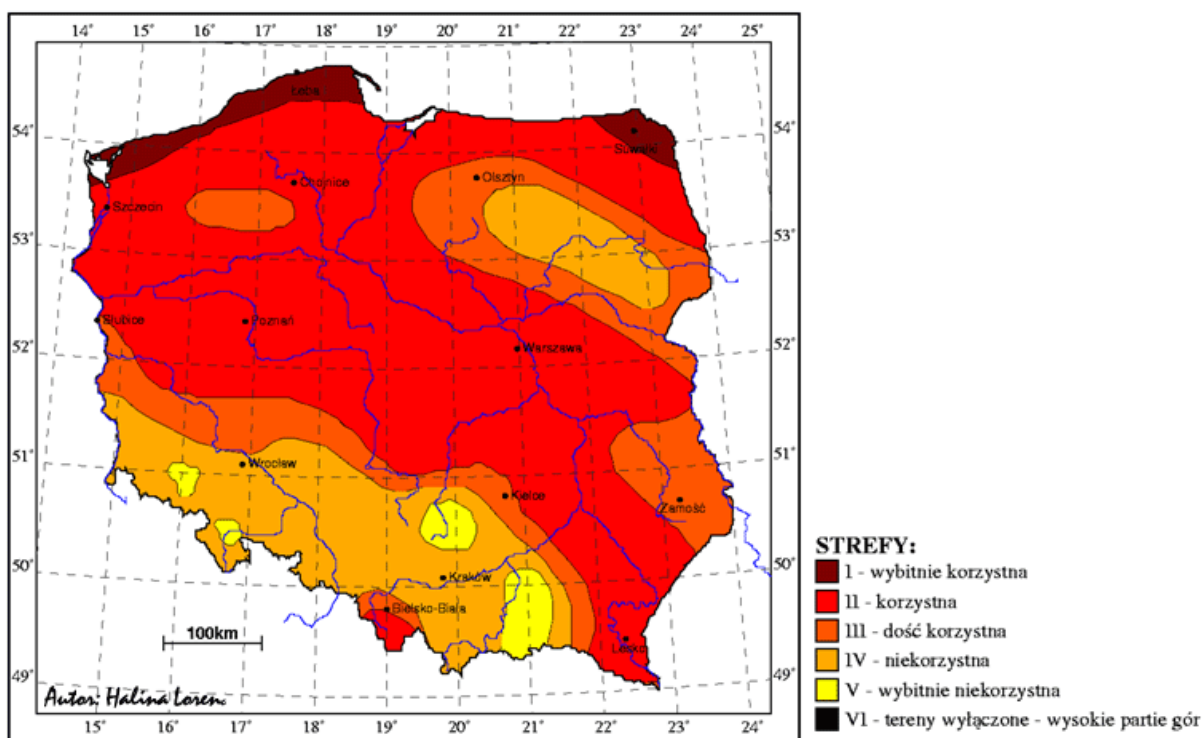 14° 15° 16° 17° 18° 19° 20° 21° 22° 23° 24° 25°
Łeba
54° 54°
Suwałki
Olsztyn
Chojnice
Szczecin
53° 53°
Słubice
Poznań
52° Warszawa 52°
51° Wrocław 51°
Kielce
Zamość
50° Kraków 50°
Bielsko-Biała
100km
Lesko
49° 49°
Autor: Halina Lorenc
15° 16° 17° 18° 19° 20° 21° 22° 23° 24°
STREFY:
I - wybitnie korzystna
II - korzystna
III - dość korzystna
IV - niekorzystna
V - wybitnie niekorzystna
VI - tereny wyłączone - wysokie partie gór